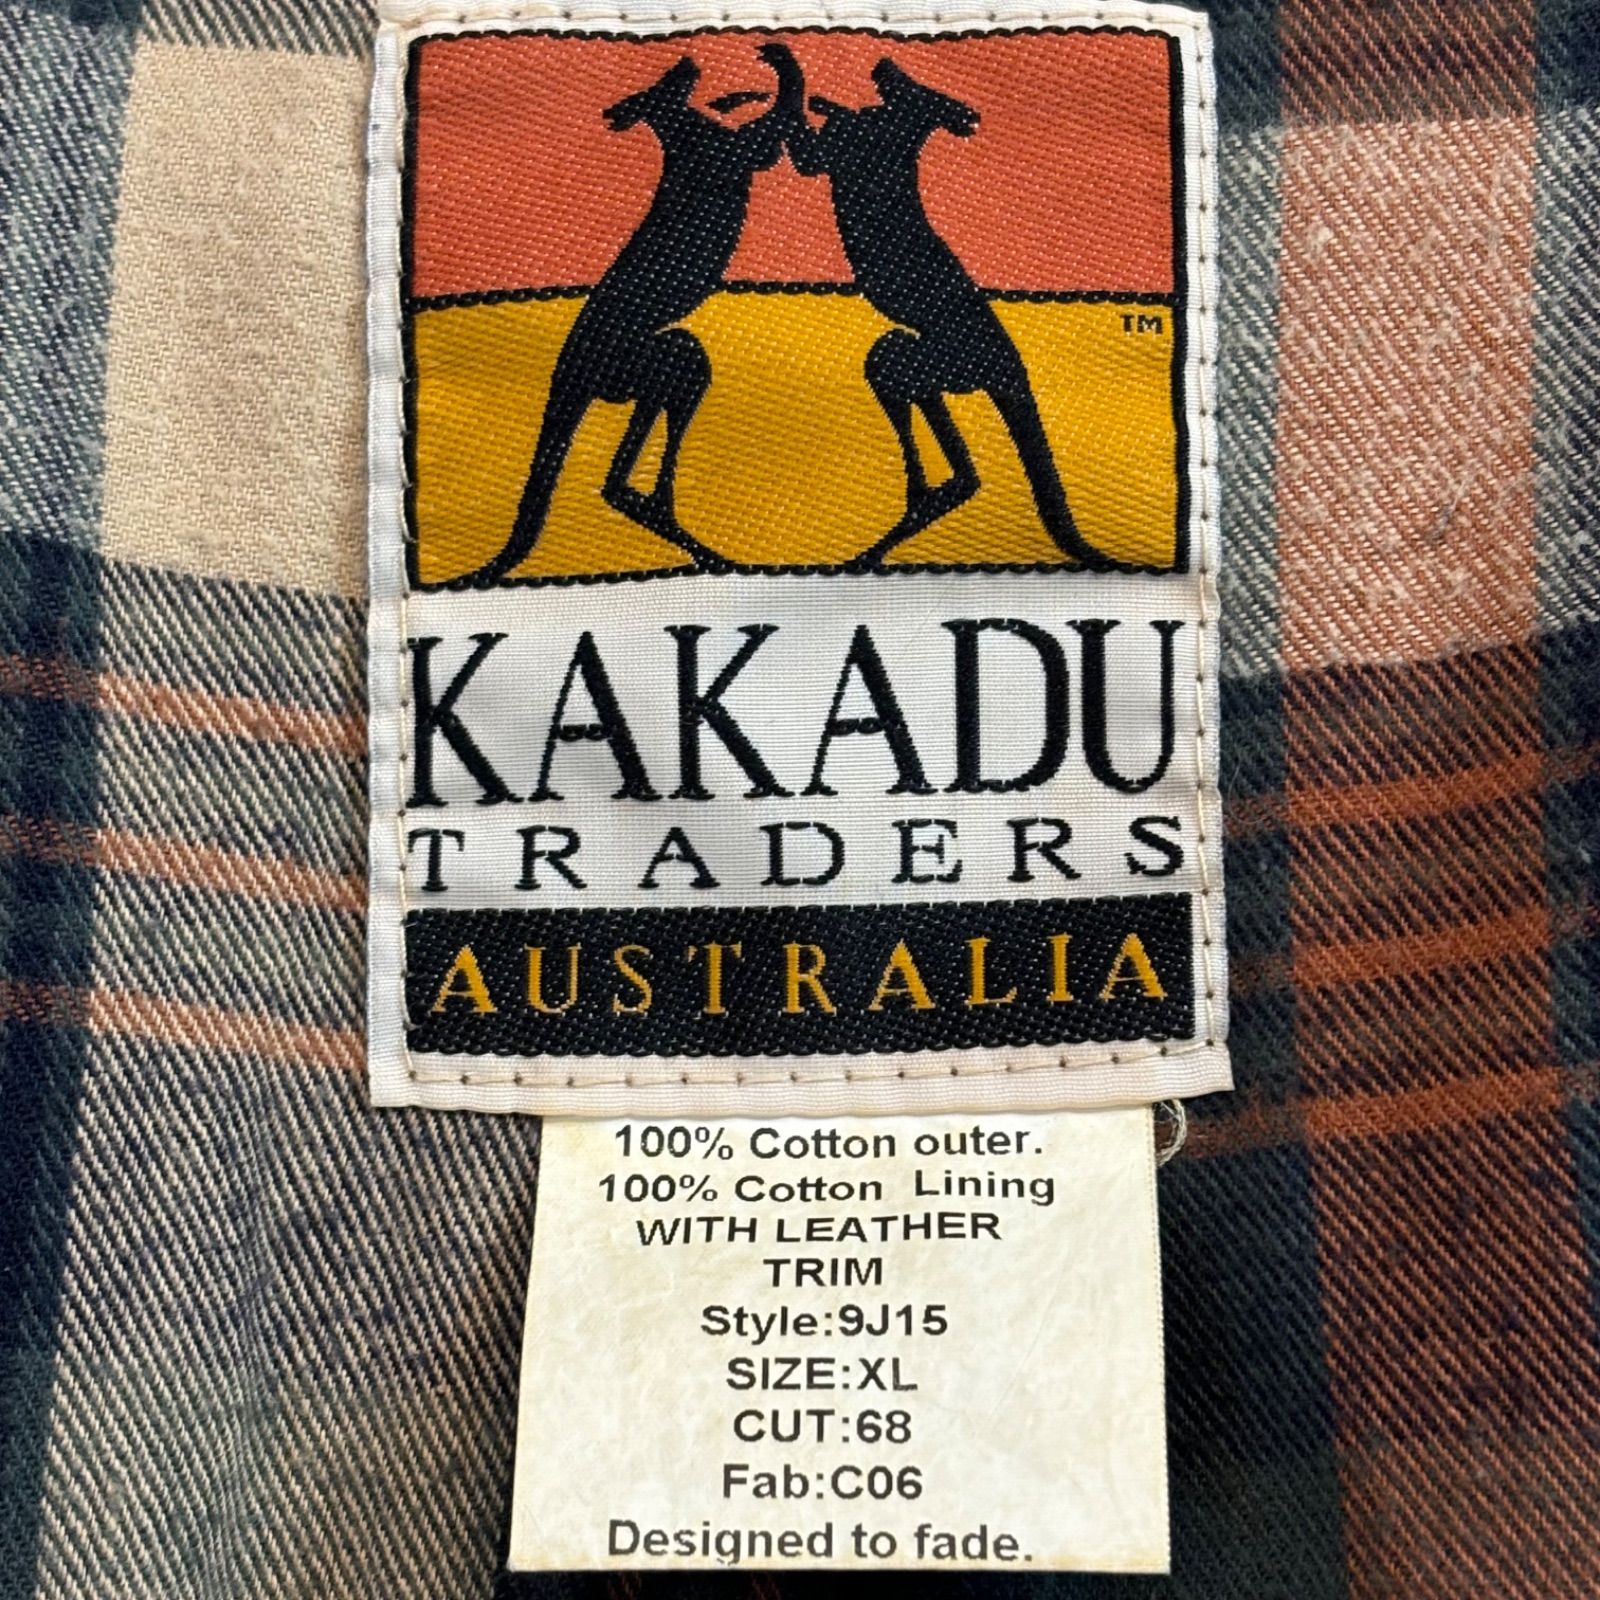 TM
KAKADU
TRADERS
AUSTRALIA
100% Cotton outer.
100% Cotton Lining
WITH LEATHER
TRIM
Style:9J15
SIZE:XL
CUT:68
Fab:C06
Designed to fade.